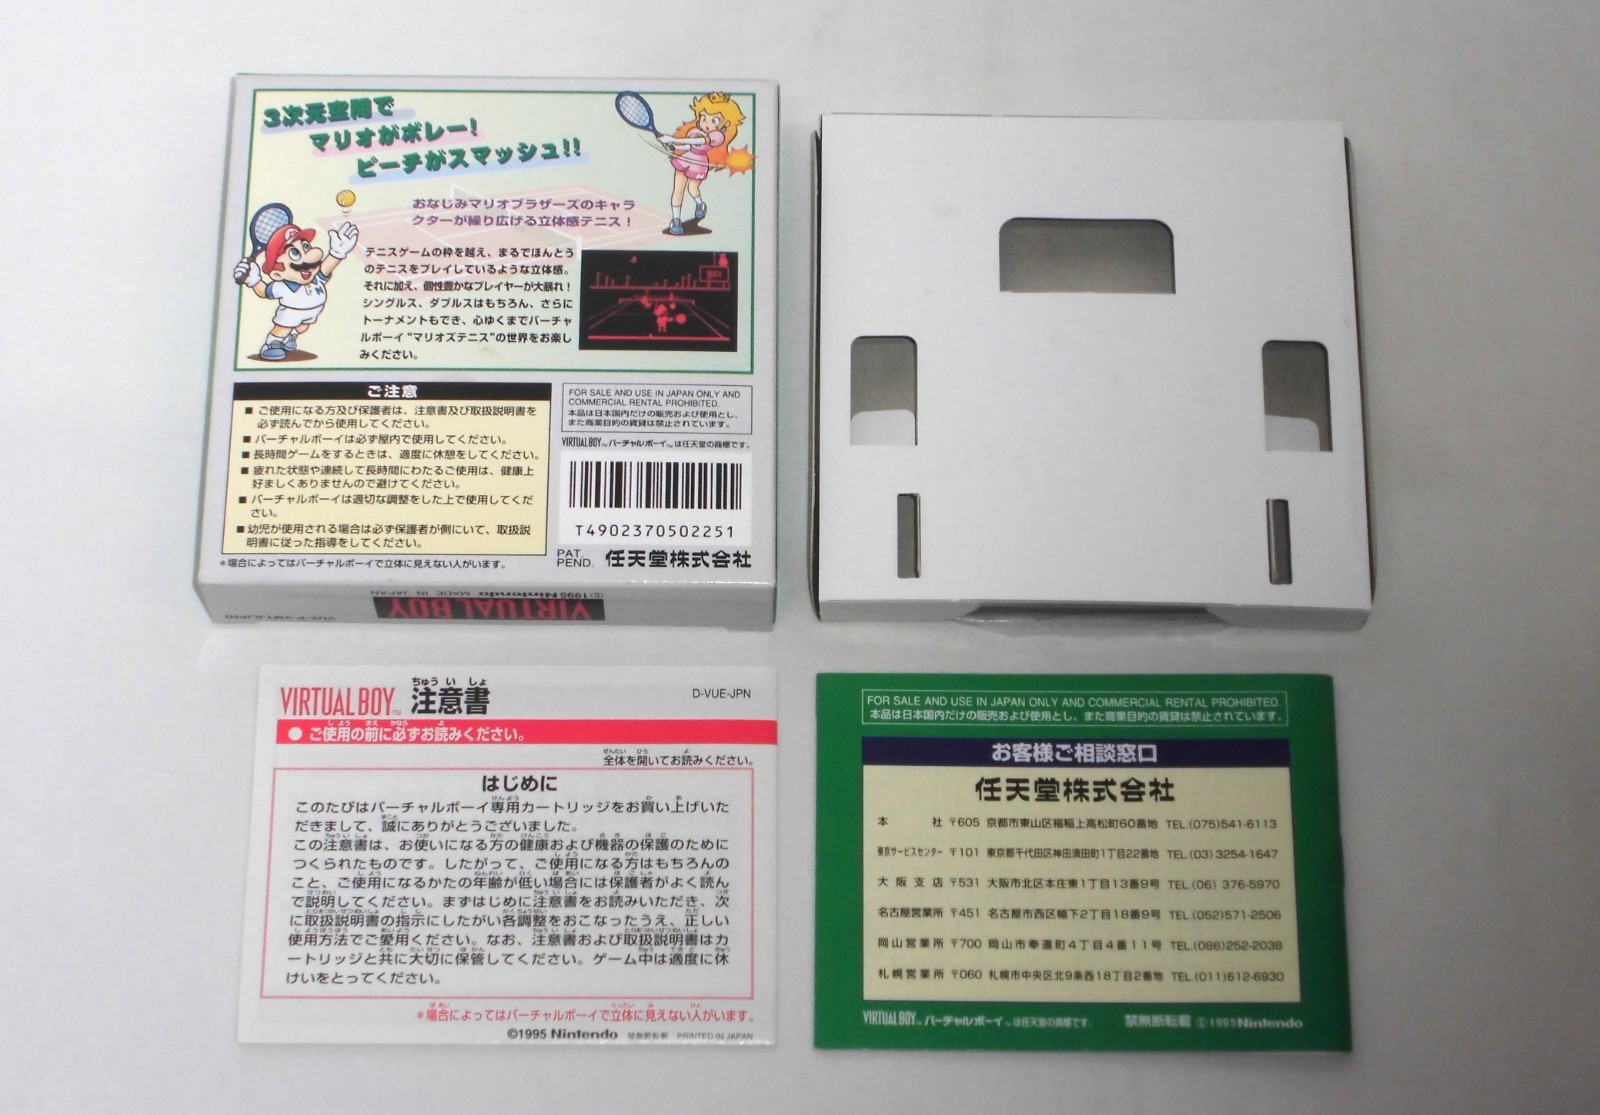 3次元空間で
マリオがボレー!
ピーチがスマッシュ!!
おなじみマリオブラザーズのキャラ
クターが繰り広げる立体感テニス!
テニスゲームの枠を越え、まるでほんとう
のテニスをプレイしているような立体感。
それに加え、個性豊かなプレイヤーが大暴れ!
シングルス、ダブルスはもちろん、さらに
トーナメントもでき、心ゆくまでバーチャ
ルボーイ"マリオズテニス"の世界をお楽し
みください。
ご注意
■ ご使用になる方及び保護者は、注意書及び取扱説明書を
必ず読んでから使用してください。
■ バーチャルボーイは必ず屋内で使用してください。
■ 長時間ゲームをするときは、適度に休憩をしてください。
■ 疲れた状態や連続して長時間にわたるご使用は、健康上
好ましくありませんので避けてください。
■ バーチャルボーイは適切な調整をした上で使用してくだ
さい。
■ 幼児が使用される場合は必ず保護者が側にいて、取扱説
明書に従った指導をしてください。
*場合によってはバーチャルボーイで立体に見えない人がいます。
FOR SALE AND USE IN JAPAN ONLY AND
COMMERCIAL RENTAL PROHIBITED.
本品は日本国内だけの販売および使用とし、
また商業目的の賃貸は禁止されています。
VIRTUAL BOY™ バーチャルボーイ™は任天堂の商標です。
T4902370502251
PAT.
PEND. 任天堂株式会社
©1995 Nintendo MADE IN JAPAN
VIRTUAL BOY
VIRTUAL BOY™ 注意書
ちゅう い しょ
D-VUE-JPN
● ご使用の前に必ずお読みください。
全体を開いてお読みください。
はじめに
このたびはバーチャルボーイ専用カートリッジをお買い上げいた
だきまして、誠にありがとうございました。
この注意書は、お使いになる方の健康および機器の保護のために
つくられたものです。したがって、ご使用になる方はもちろんの
こと、ご使用になるかたの年齢が低い場合には保護者がよく読ん
で説明してください。まずはじめに注意書をお読みいただき、次
に取扱説明書の指示にしたがい各調整をおこなったうえ、正しい
使用方法でご愛用ください。なお、注意書および取扱説明書はカ
ートリッジと共に大切に保管してください。ゲーム中は適度に休
けいをとってください。
*場合によってはバーチャルボーイで立体に見えない人がいます。
©1995 Nintendo 禁無断転載 PRINTED IN JAPAN
FOR SALE AND USE IN JAPAN ONLY AND COMMERCIAL RENTAL PROHIBITED.
本品は日本国内だけの販売および使用とし、また商業目的の賃貸は禁止されています。
お客様ご相談窓口
任天堂株式会社
本 社 〒605 京都市東山区福稲上高松町60番地 TEL.(075)541-6113
東京サービスセンター 〒101 東京都千代田区神田須田町1丁目22番地 TEL.(03)3254-1647
大阪支店 〒531 大阪市北区本庄東1丁目13番9号 TEL.(06) 376-5970
名古屋営業所 〒451 名古屋市西区幅下2丁目18番9号 TEL.(052)571-2506
岡山営業所 〒700 岡山市奉還町4丁目4番11号 TEL.(086)252-2038
札幌営業所 〒060 札幌市中央区北9条西18丁目2番地 TEL.(011)612-6930
VIRTUAL BOY™ バーチャルボーイ™は任天堂の商標です。 禁無断転載 ©1995 Nintendo